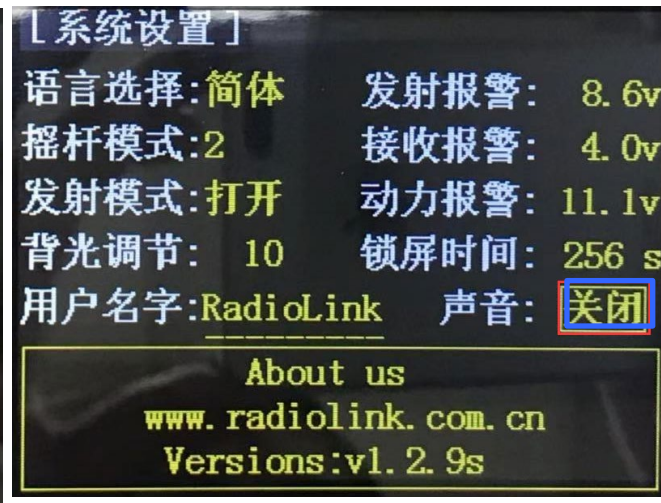 [系统设置]
语言选择:简体 发射报警: 8.6v
摇杆模式:2 接收报警: 4.0v
发射模式:打开 动力报警: 11.1v
背光调节: 10 锁屏时间: 256 s
用户名字:RadioLink 声音: 关闭
About us
www.radiolink.com.cn
Versions:v1.2.9s